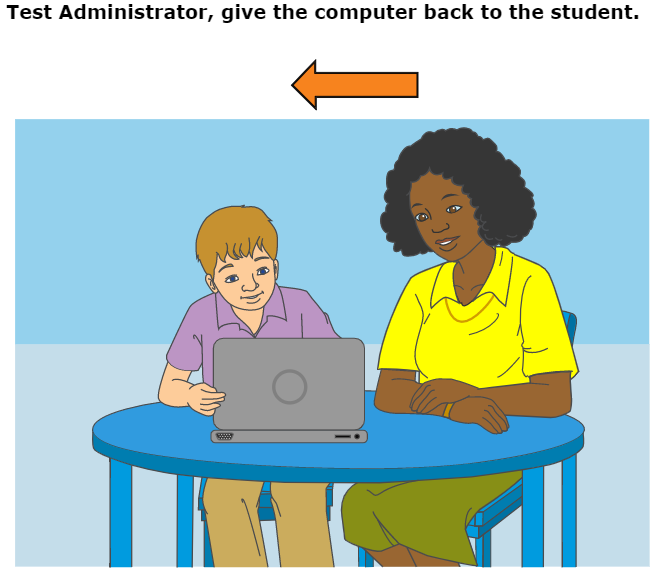 Test Administrator, give the computer back to the student.